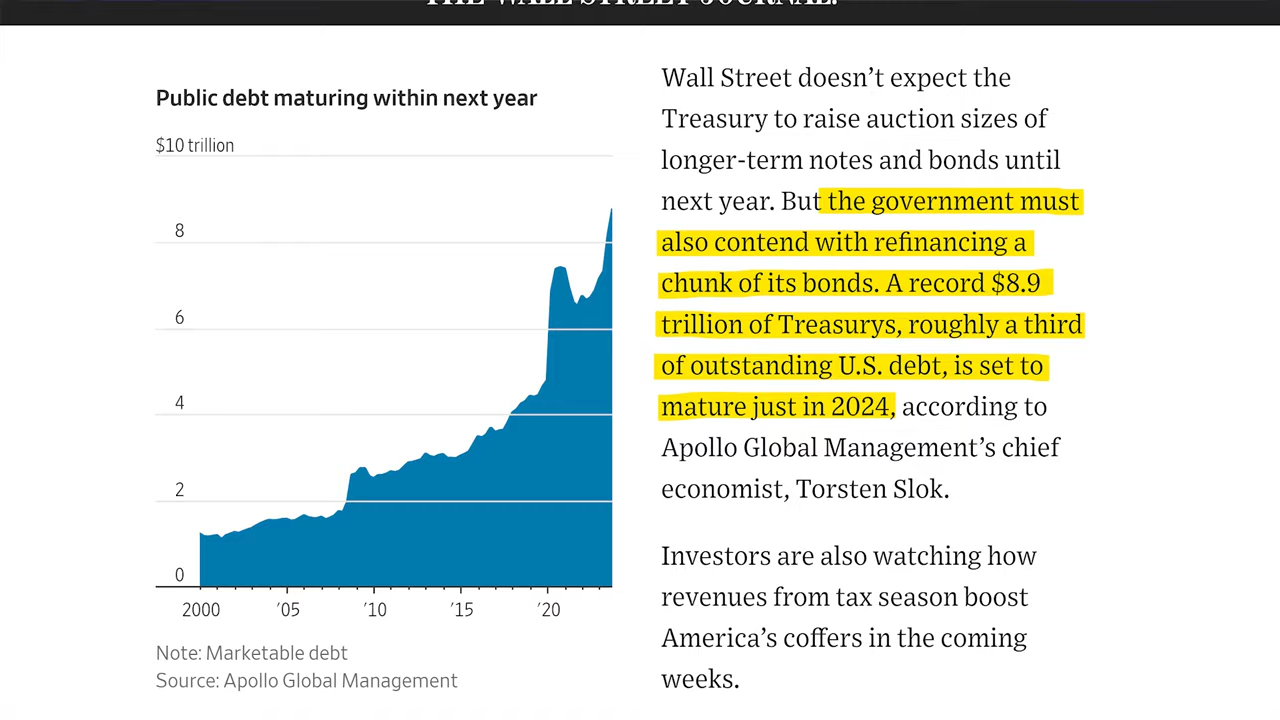 THE WALL STREET JOURNAL.
Public debt maturing within next year
$10 trillion
8
6
4
2
0
2000 '05 '10 '15 '20
Note: Marketable debt
Source: Apollo Global Management
Wall Street doesn’t expect the
Treasury to raise auction sizes of
longer-term notes and bonds until
next year. But the government must
also contend with refinancing a
chunk of its bonds. A record $8.9
trillion of Treasurys, roughly a third
of outstanding U.S. debt, is set to
mature just in 2024, according to
Apollo Global Management’s chief
economist, Torsten Slok.
Investors are also watching how
revenues from tax season boost
America’s coffers in the coming
weeks.